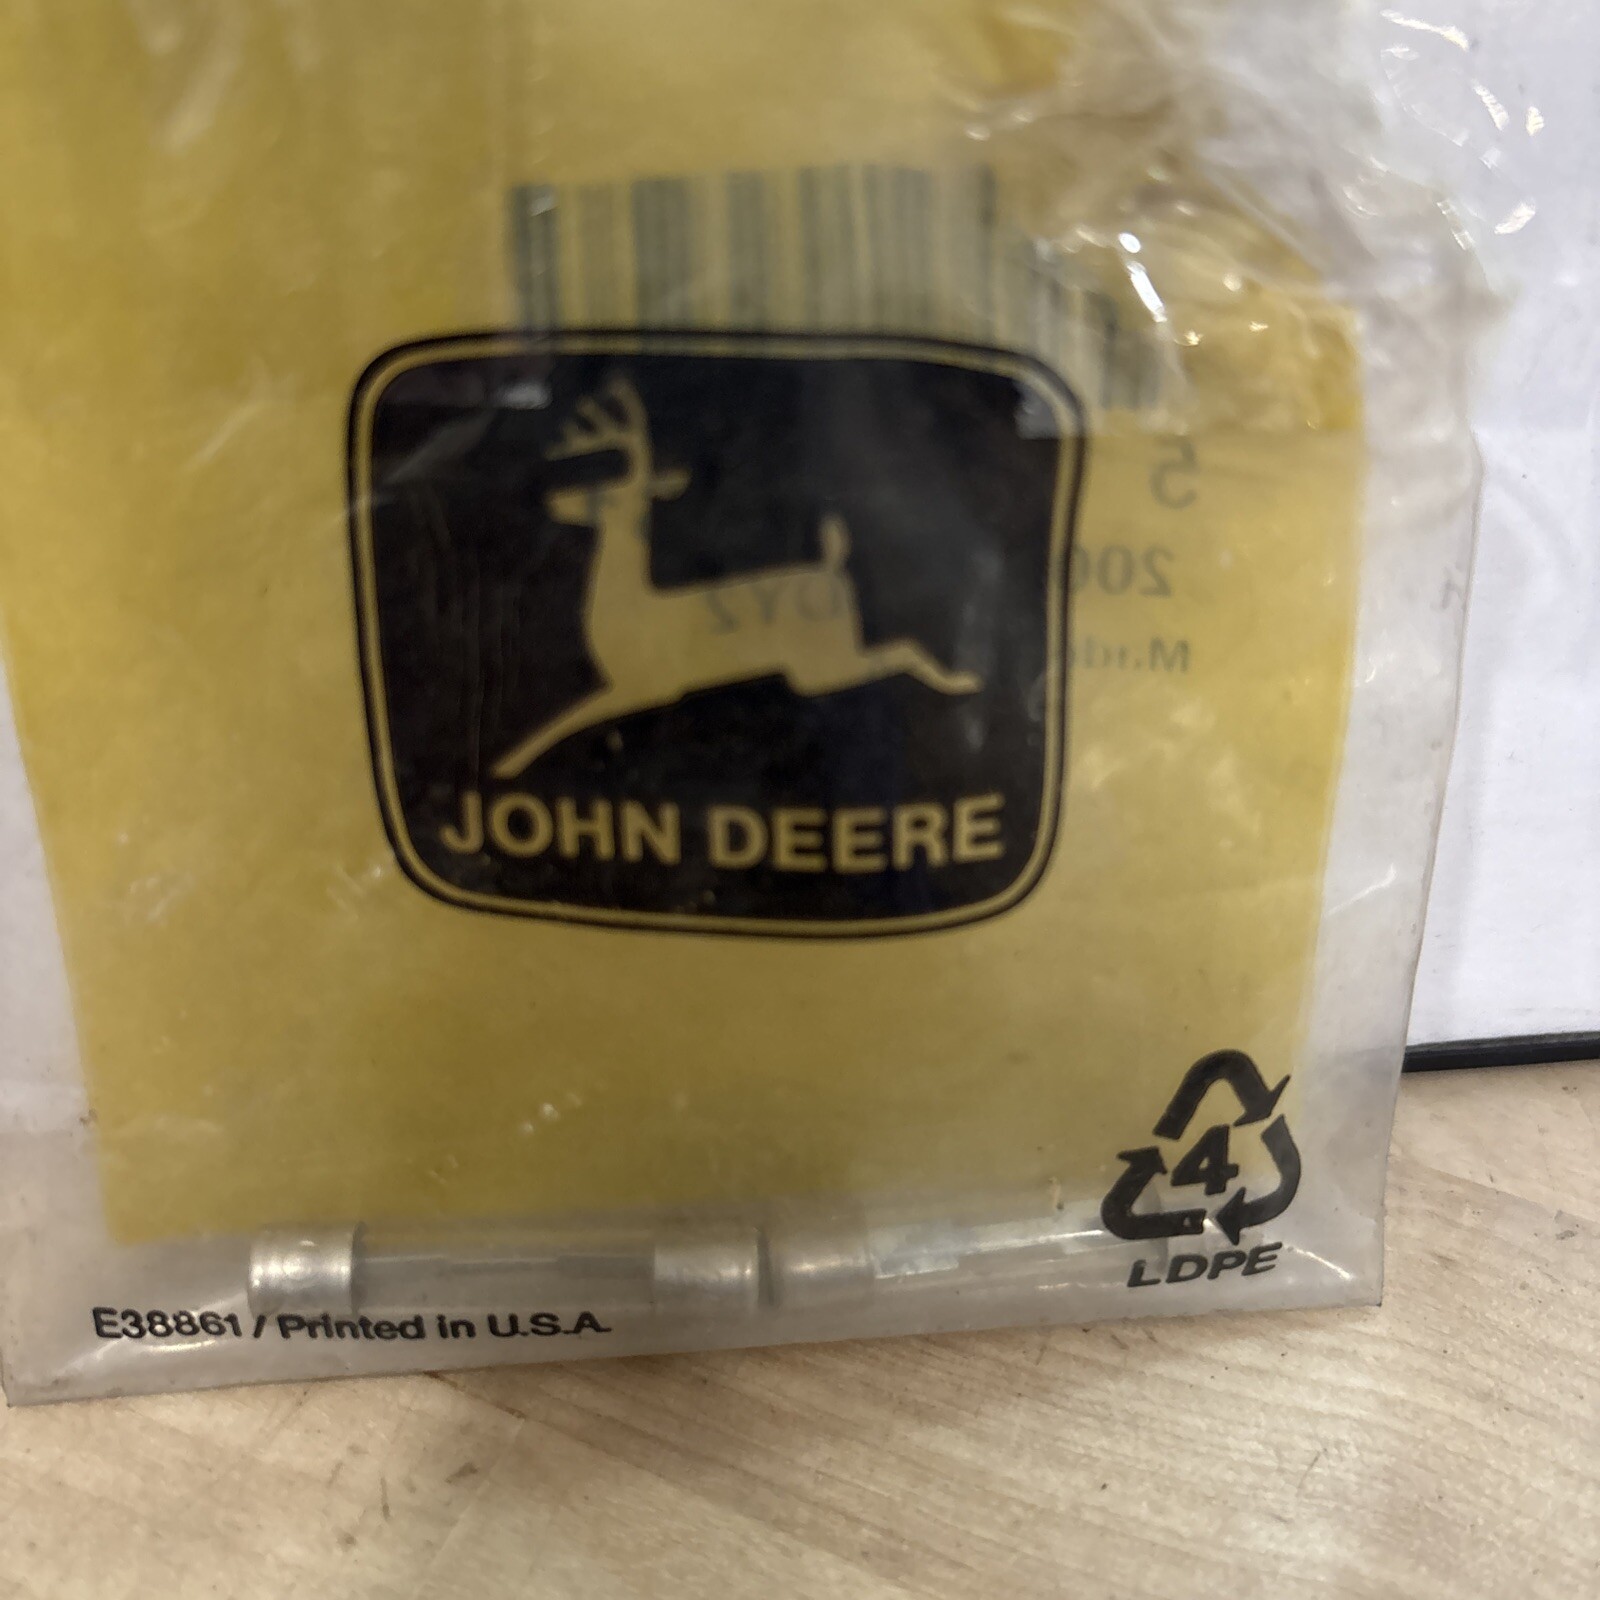 JOHN DEERE
4
LDPE
E38861 / Printed in U.S.A.